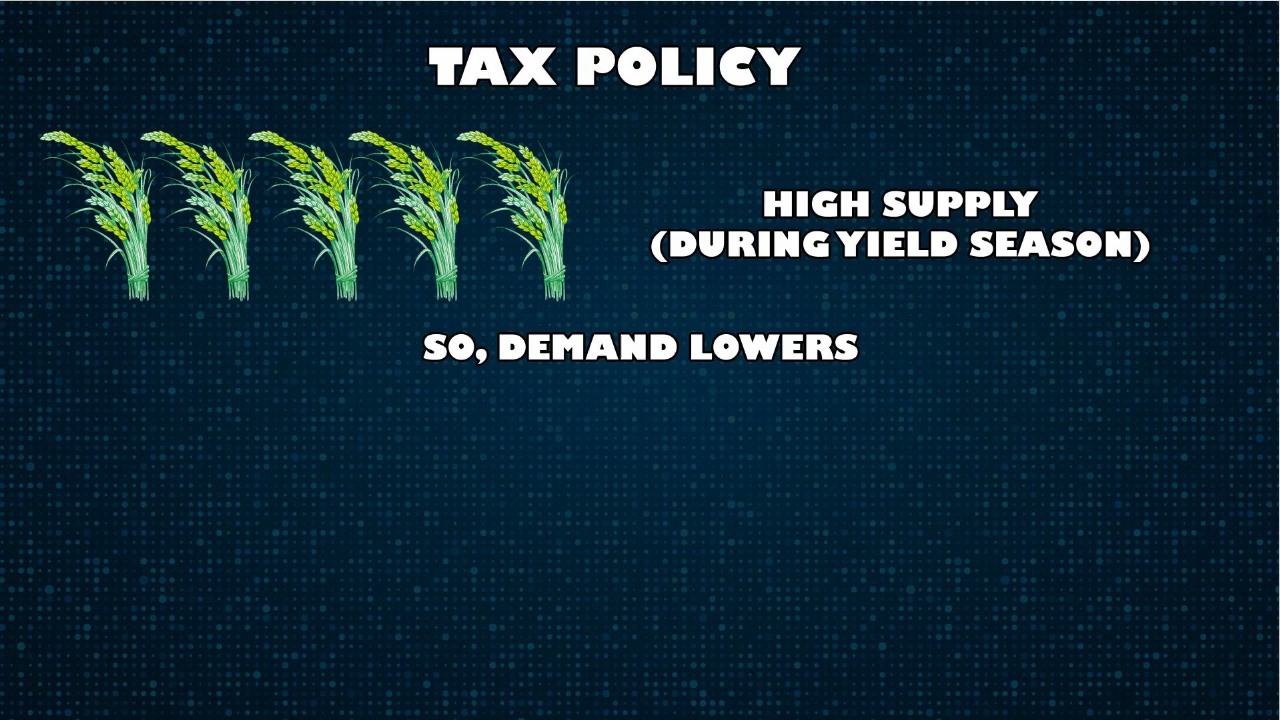 TAX POLICY
HIGH SUPPLY
(DURING YIELD SEASON)
SO, DEMAND LOWERS